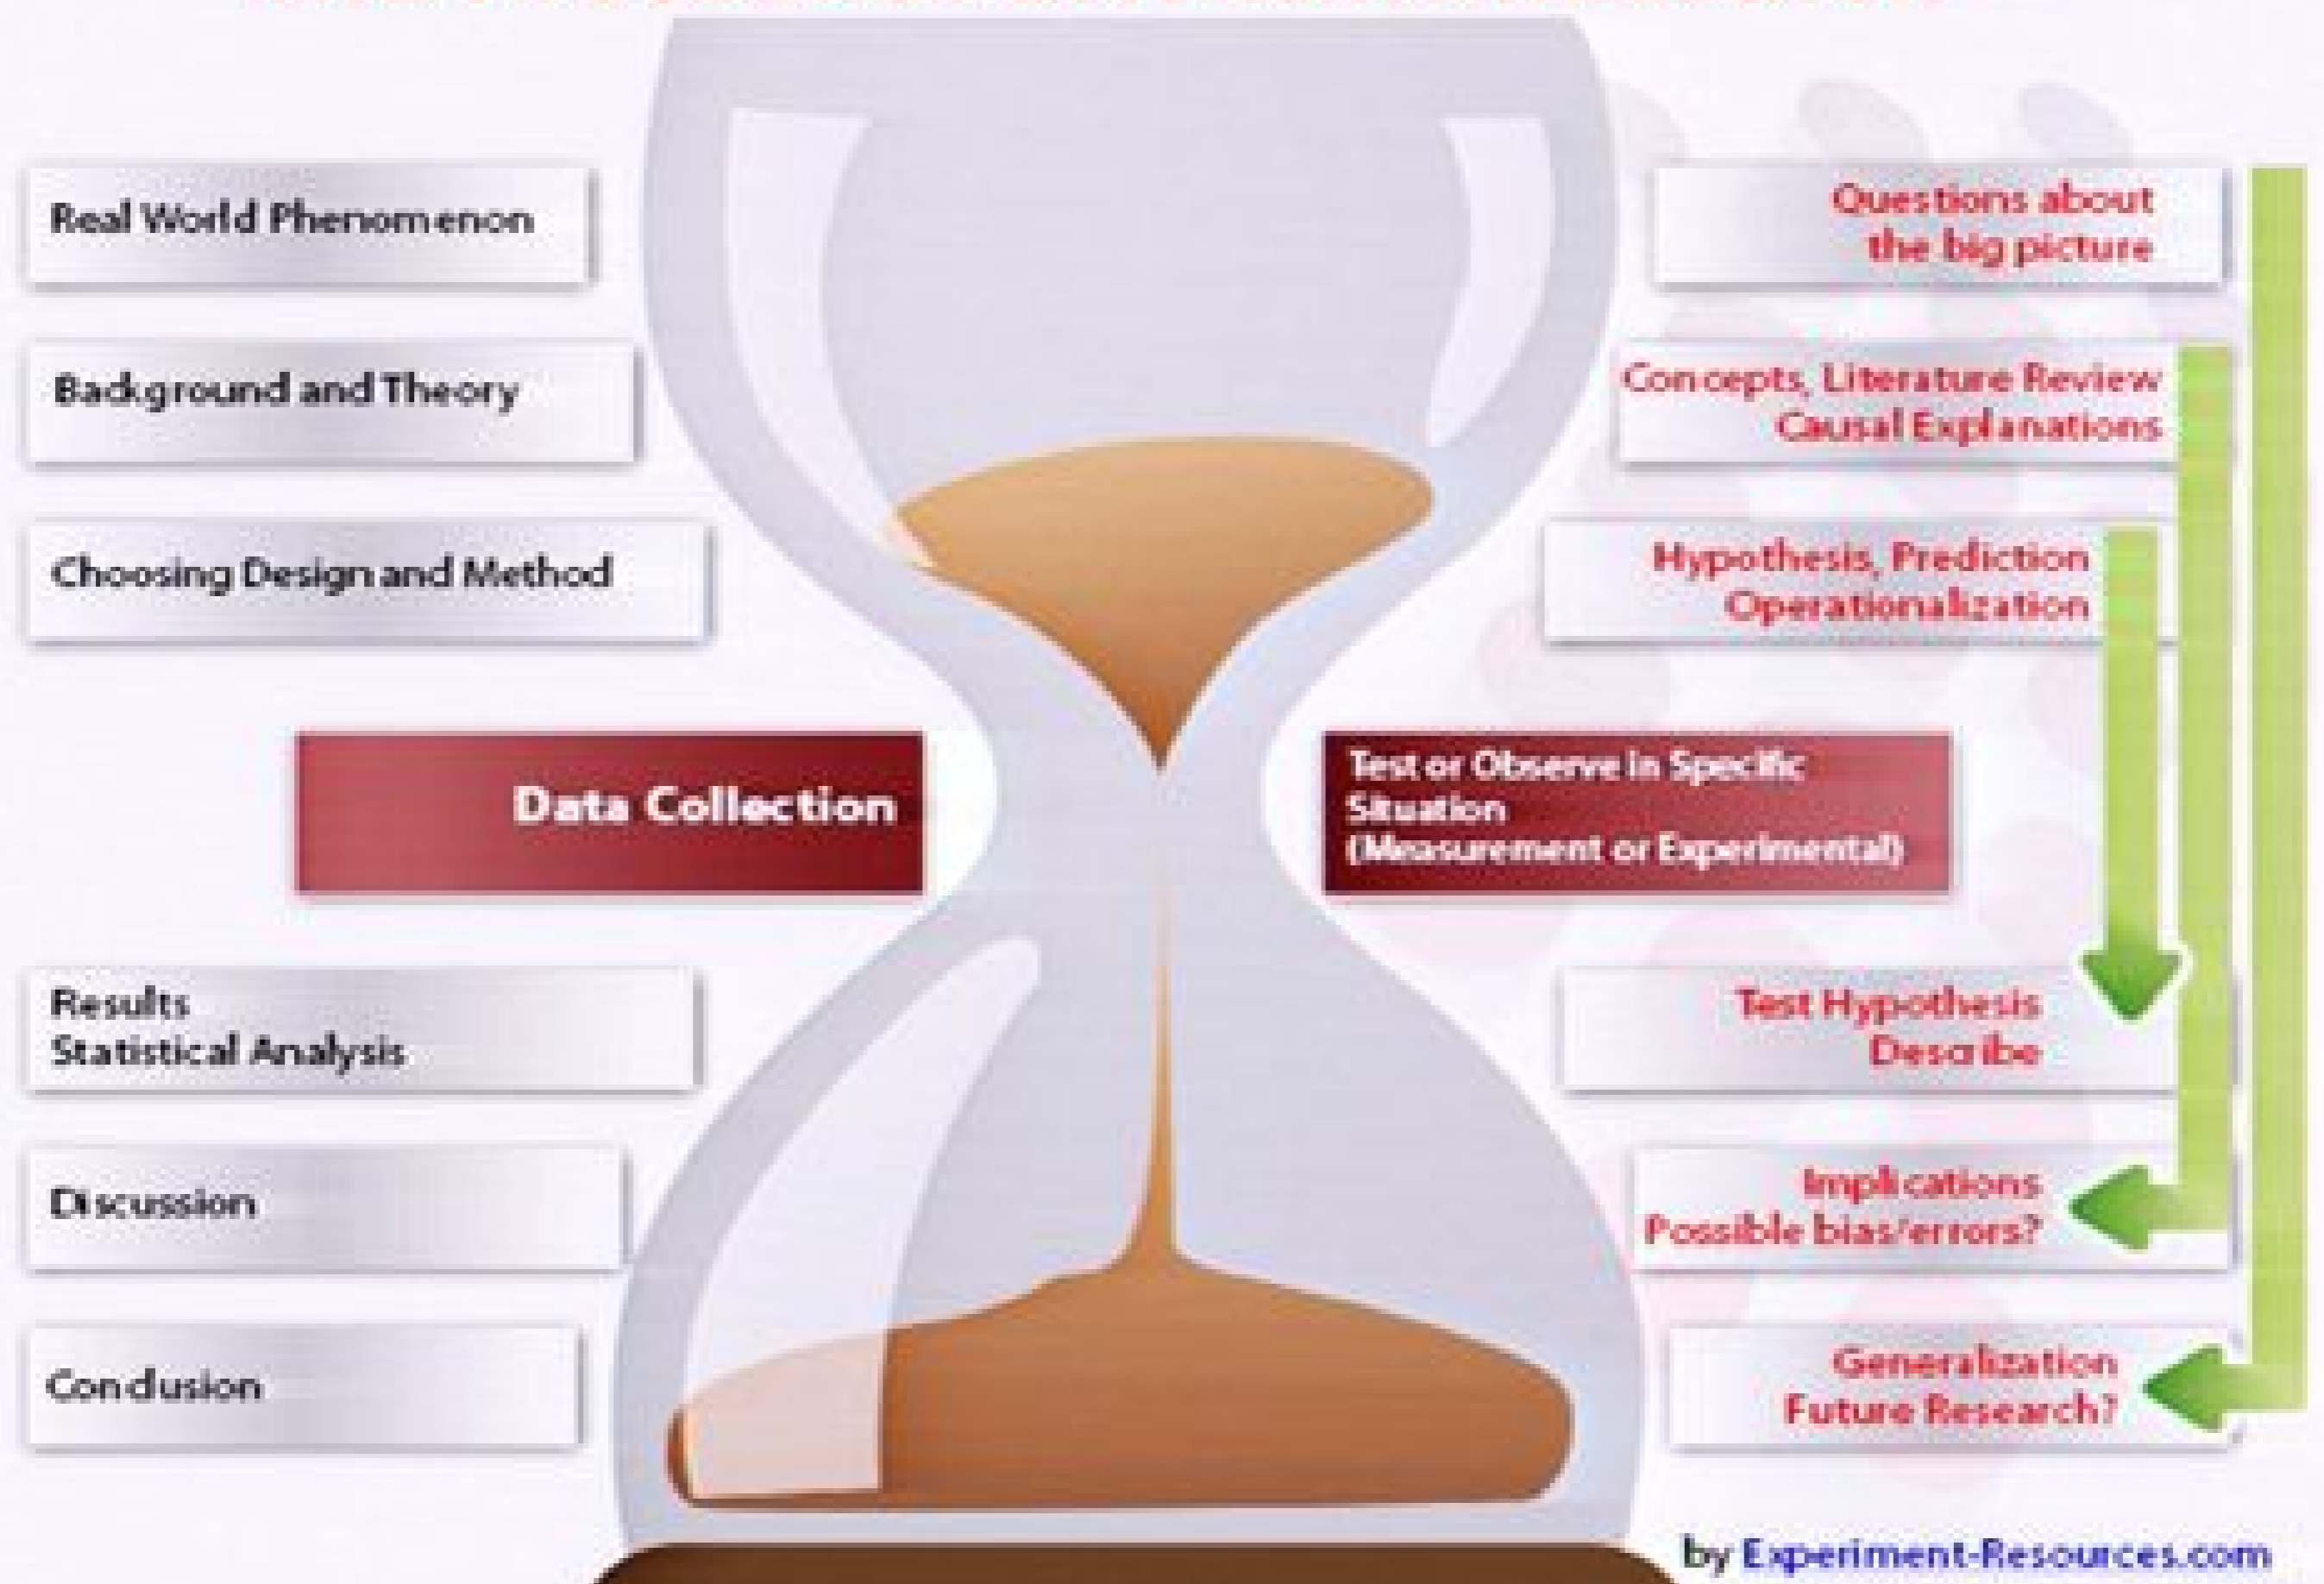 Real World Phenomenon
Questions about
the big picture
Background and Theory
Concepts, Literature Review
Causal Explanations
Choosing Design and Method
Hypothesis, Prediction
Operationalization
Data Collection
Test or Observe in Specific
Situation
(Measurement or Experimental)
Results
Statistical Analysis
Test Hypothesis
Describe
Discussion
Implications
Possible bias/errors?
Conclusion
Generalization
Future Research?
by Experiment-Resources.com